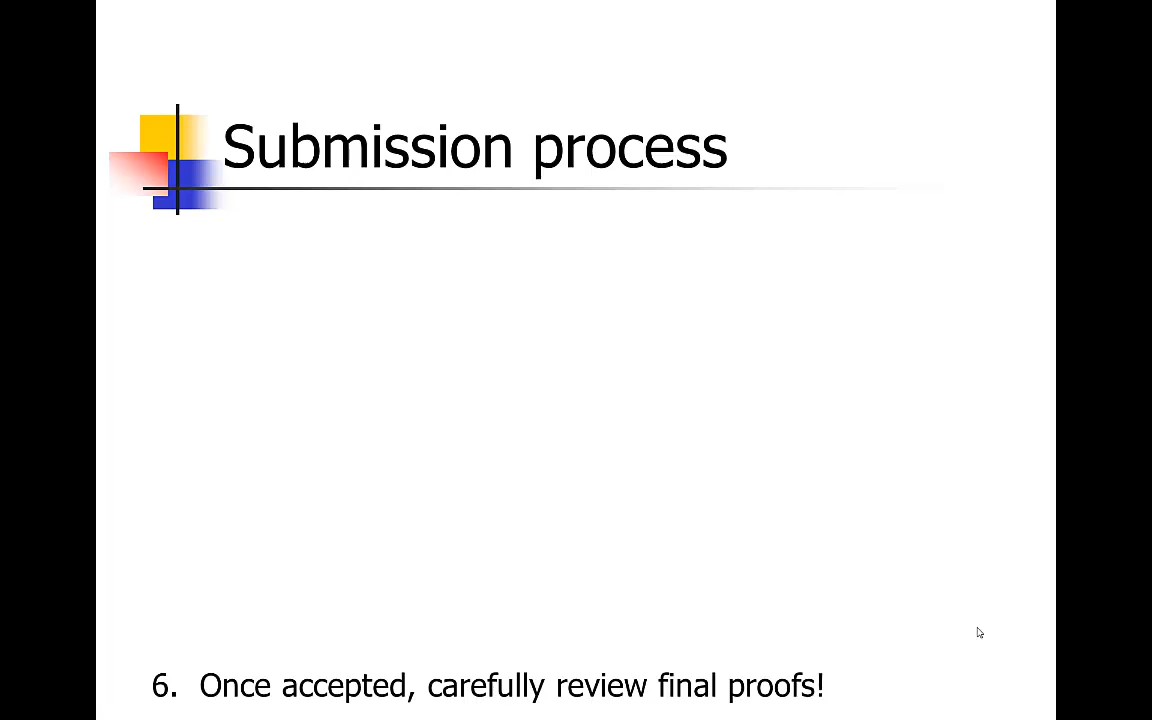 Submission process
6. Once accepted, carefully review final proofs!